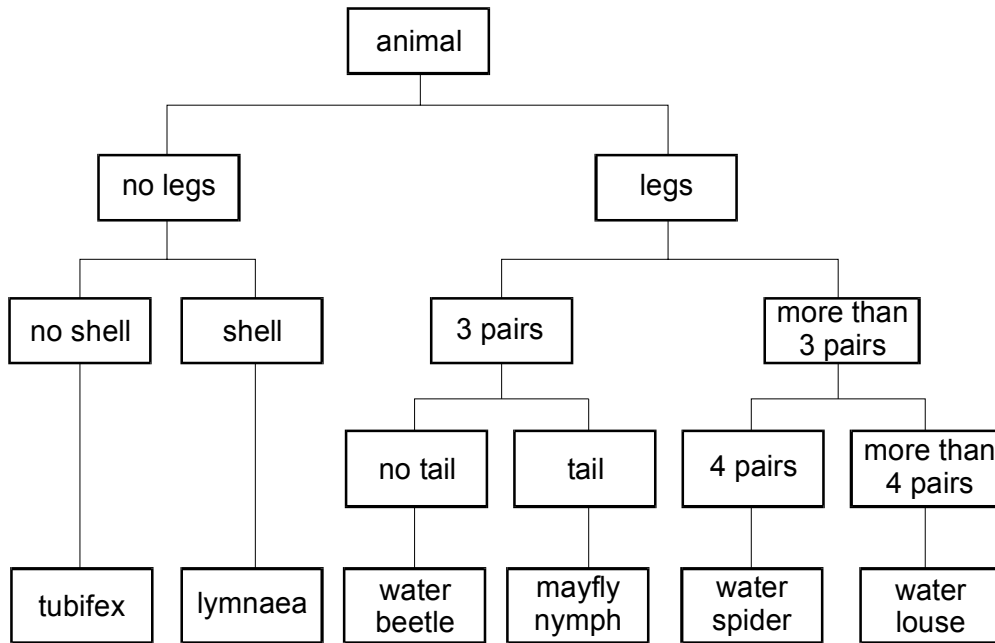 animal
no legs
legs
no shell
shell
3 pairs
more than
3 pairs
no tail
tail
4 pairs
more than
4 pairs
tubifex
lymnaea
water
beetle
mayfly
nymph
water
spider
water
louse